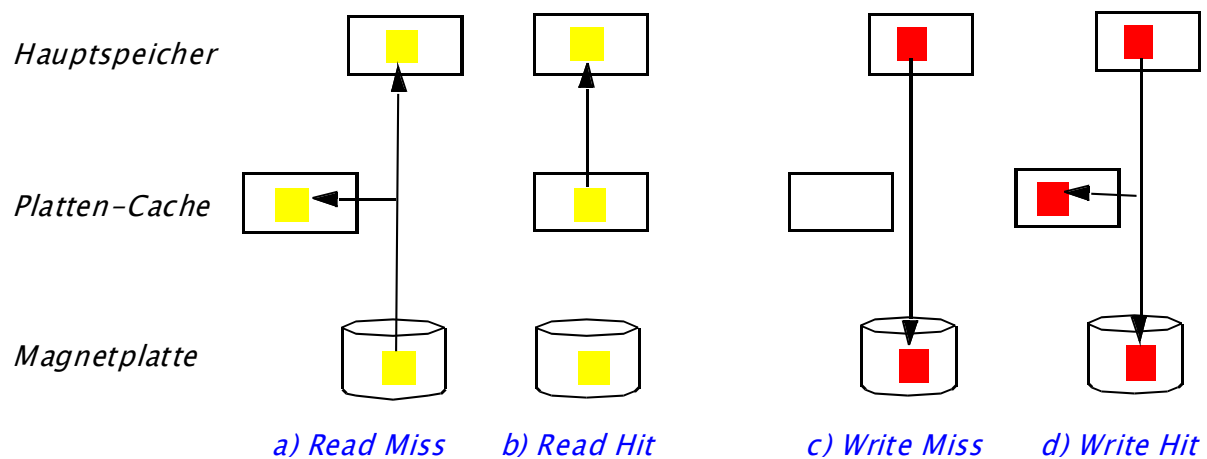 Hauptspeicher
Platten-Cache
Magnetplatte
a) Read Miss
b) Read Hit
c) Write Miss
d) Write Hit